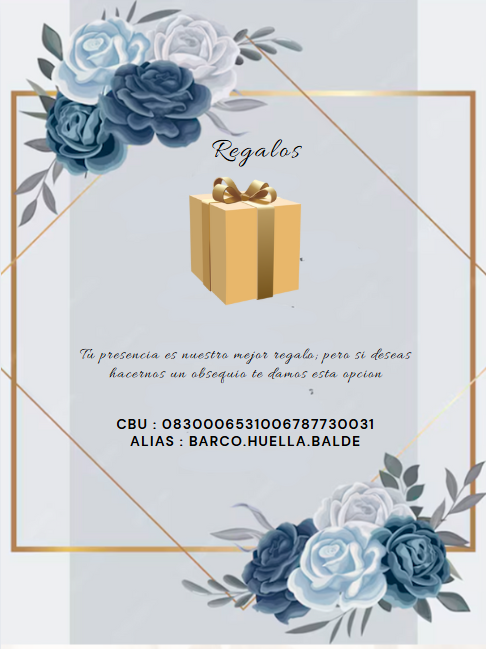 Regalos
Tu presencia es nuestro mejor regalo; pero si deseas
hacernos un obsequio te damos esta opcion
CBU : 0830006531006787730031
ALIAS : BARCO.HUELLA.BALDE